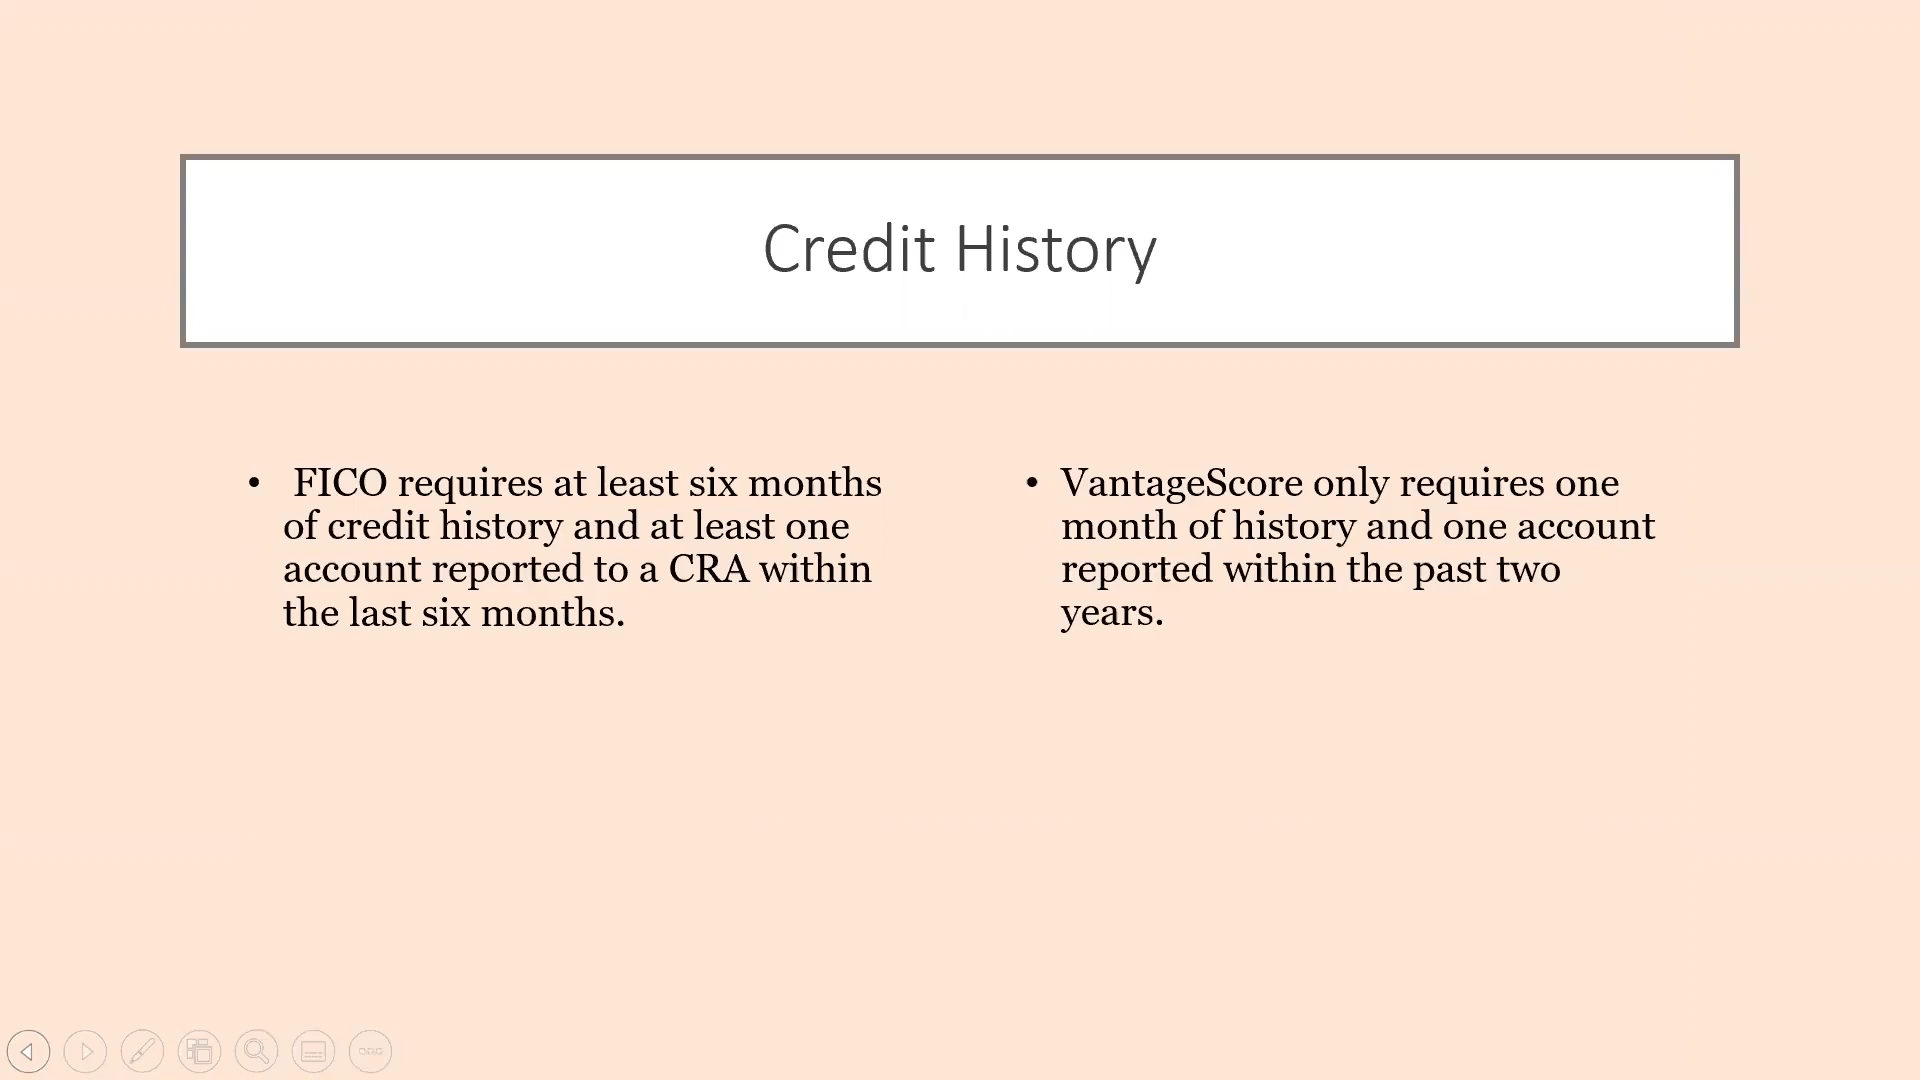 Credit History
• FICO requires at least six months
of credit history and at least one
account reported to a CRA within
the last six months.
• VantageScore only requires one
month of history and one account
reported within the past two
years.